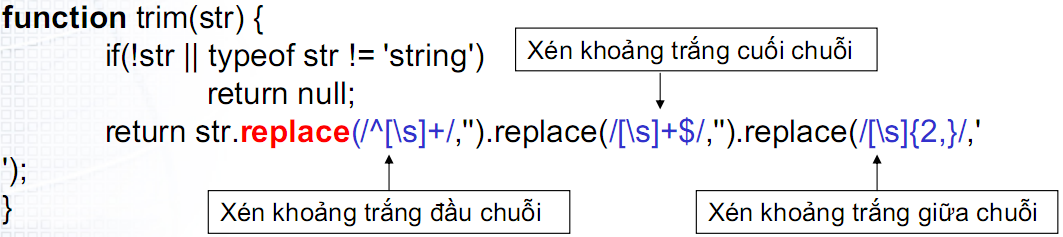 function trim(str) {
if(!str || typeof str != 'string')
Xén khoảng trắng cuối chuỗi
return null;
return str.replace(/^[\s]+/,'').replace(/[\s]+$/,'').replace(/[\s]{2,}/,'
');
}
Xén khoảng trắng đầu chuỗi
Xén khoảng trắng giữa chuỗi